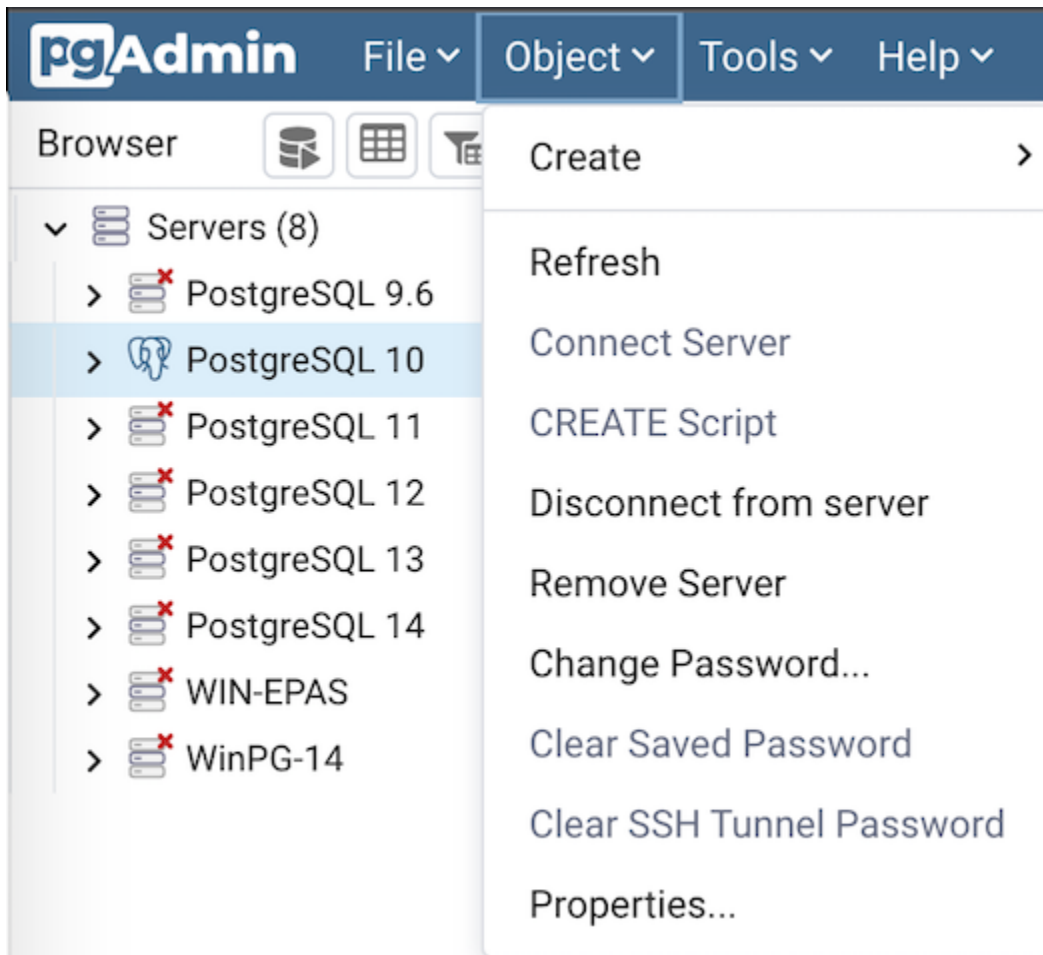 pgAdmin File Object Tools Help
Browser
Servers (8)
PostgreSQL 9.6
PostgreSQL 10
PostgreSQL 11
PostgreSQL 12
PostgreSQL 13
PostgreSQL 14
WIN-EPAS
WinPG-14
Create
Refresh
Connect Server
CREATE Script
Disconnect from server
Remove Server
Change Password...
Clear Saved Password
Clear SSH Tunnel Password
Properties...